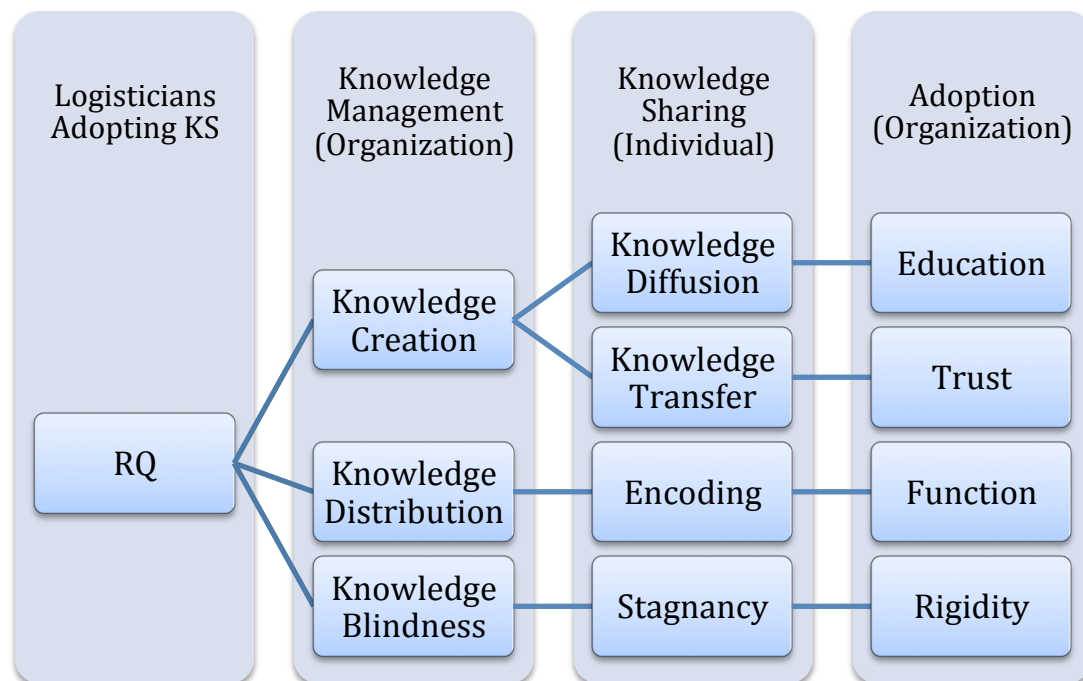 Logisticians
Adopting KS
Knowledge
Management
(Organization)
Knowledge
Sharing
(Individual)
Adoption
(Organization)
RQ
Knowledge
Creation
Knowledge
Distribution
Knowledge
Blindness
Knowledge
Diffusion
Knowledge
Transfer
Encoding
Stagnancy
Education
Trust
Function
Rigidity